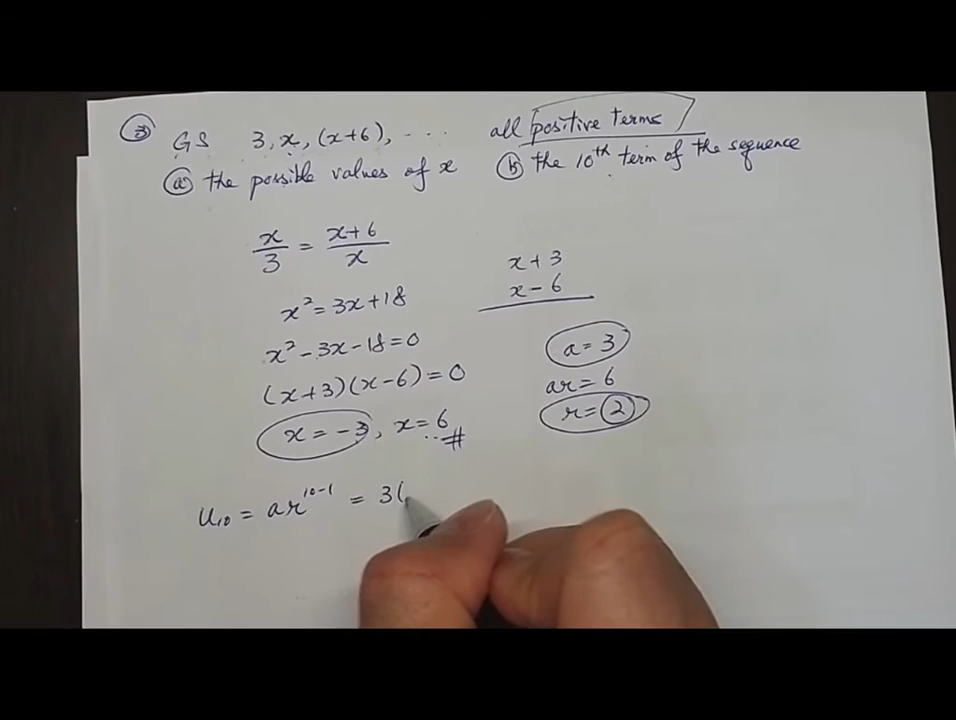 ③ GS 3, x, (x+6), ... all positive terms
ⓐ the possible values of x ⓑ the 10th term of the sequence
x/3 = x+6/x
x² = 3x+18
x² - 3x - 18 = 0
(x+3)(x-6) = 0
x = -3, x = 6 #
x + 3
x - 6
a = 3
ar = 6
r = 2
u₁₀ = ar¹⁰⁻¹ = 3(